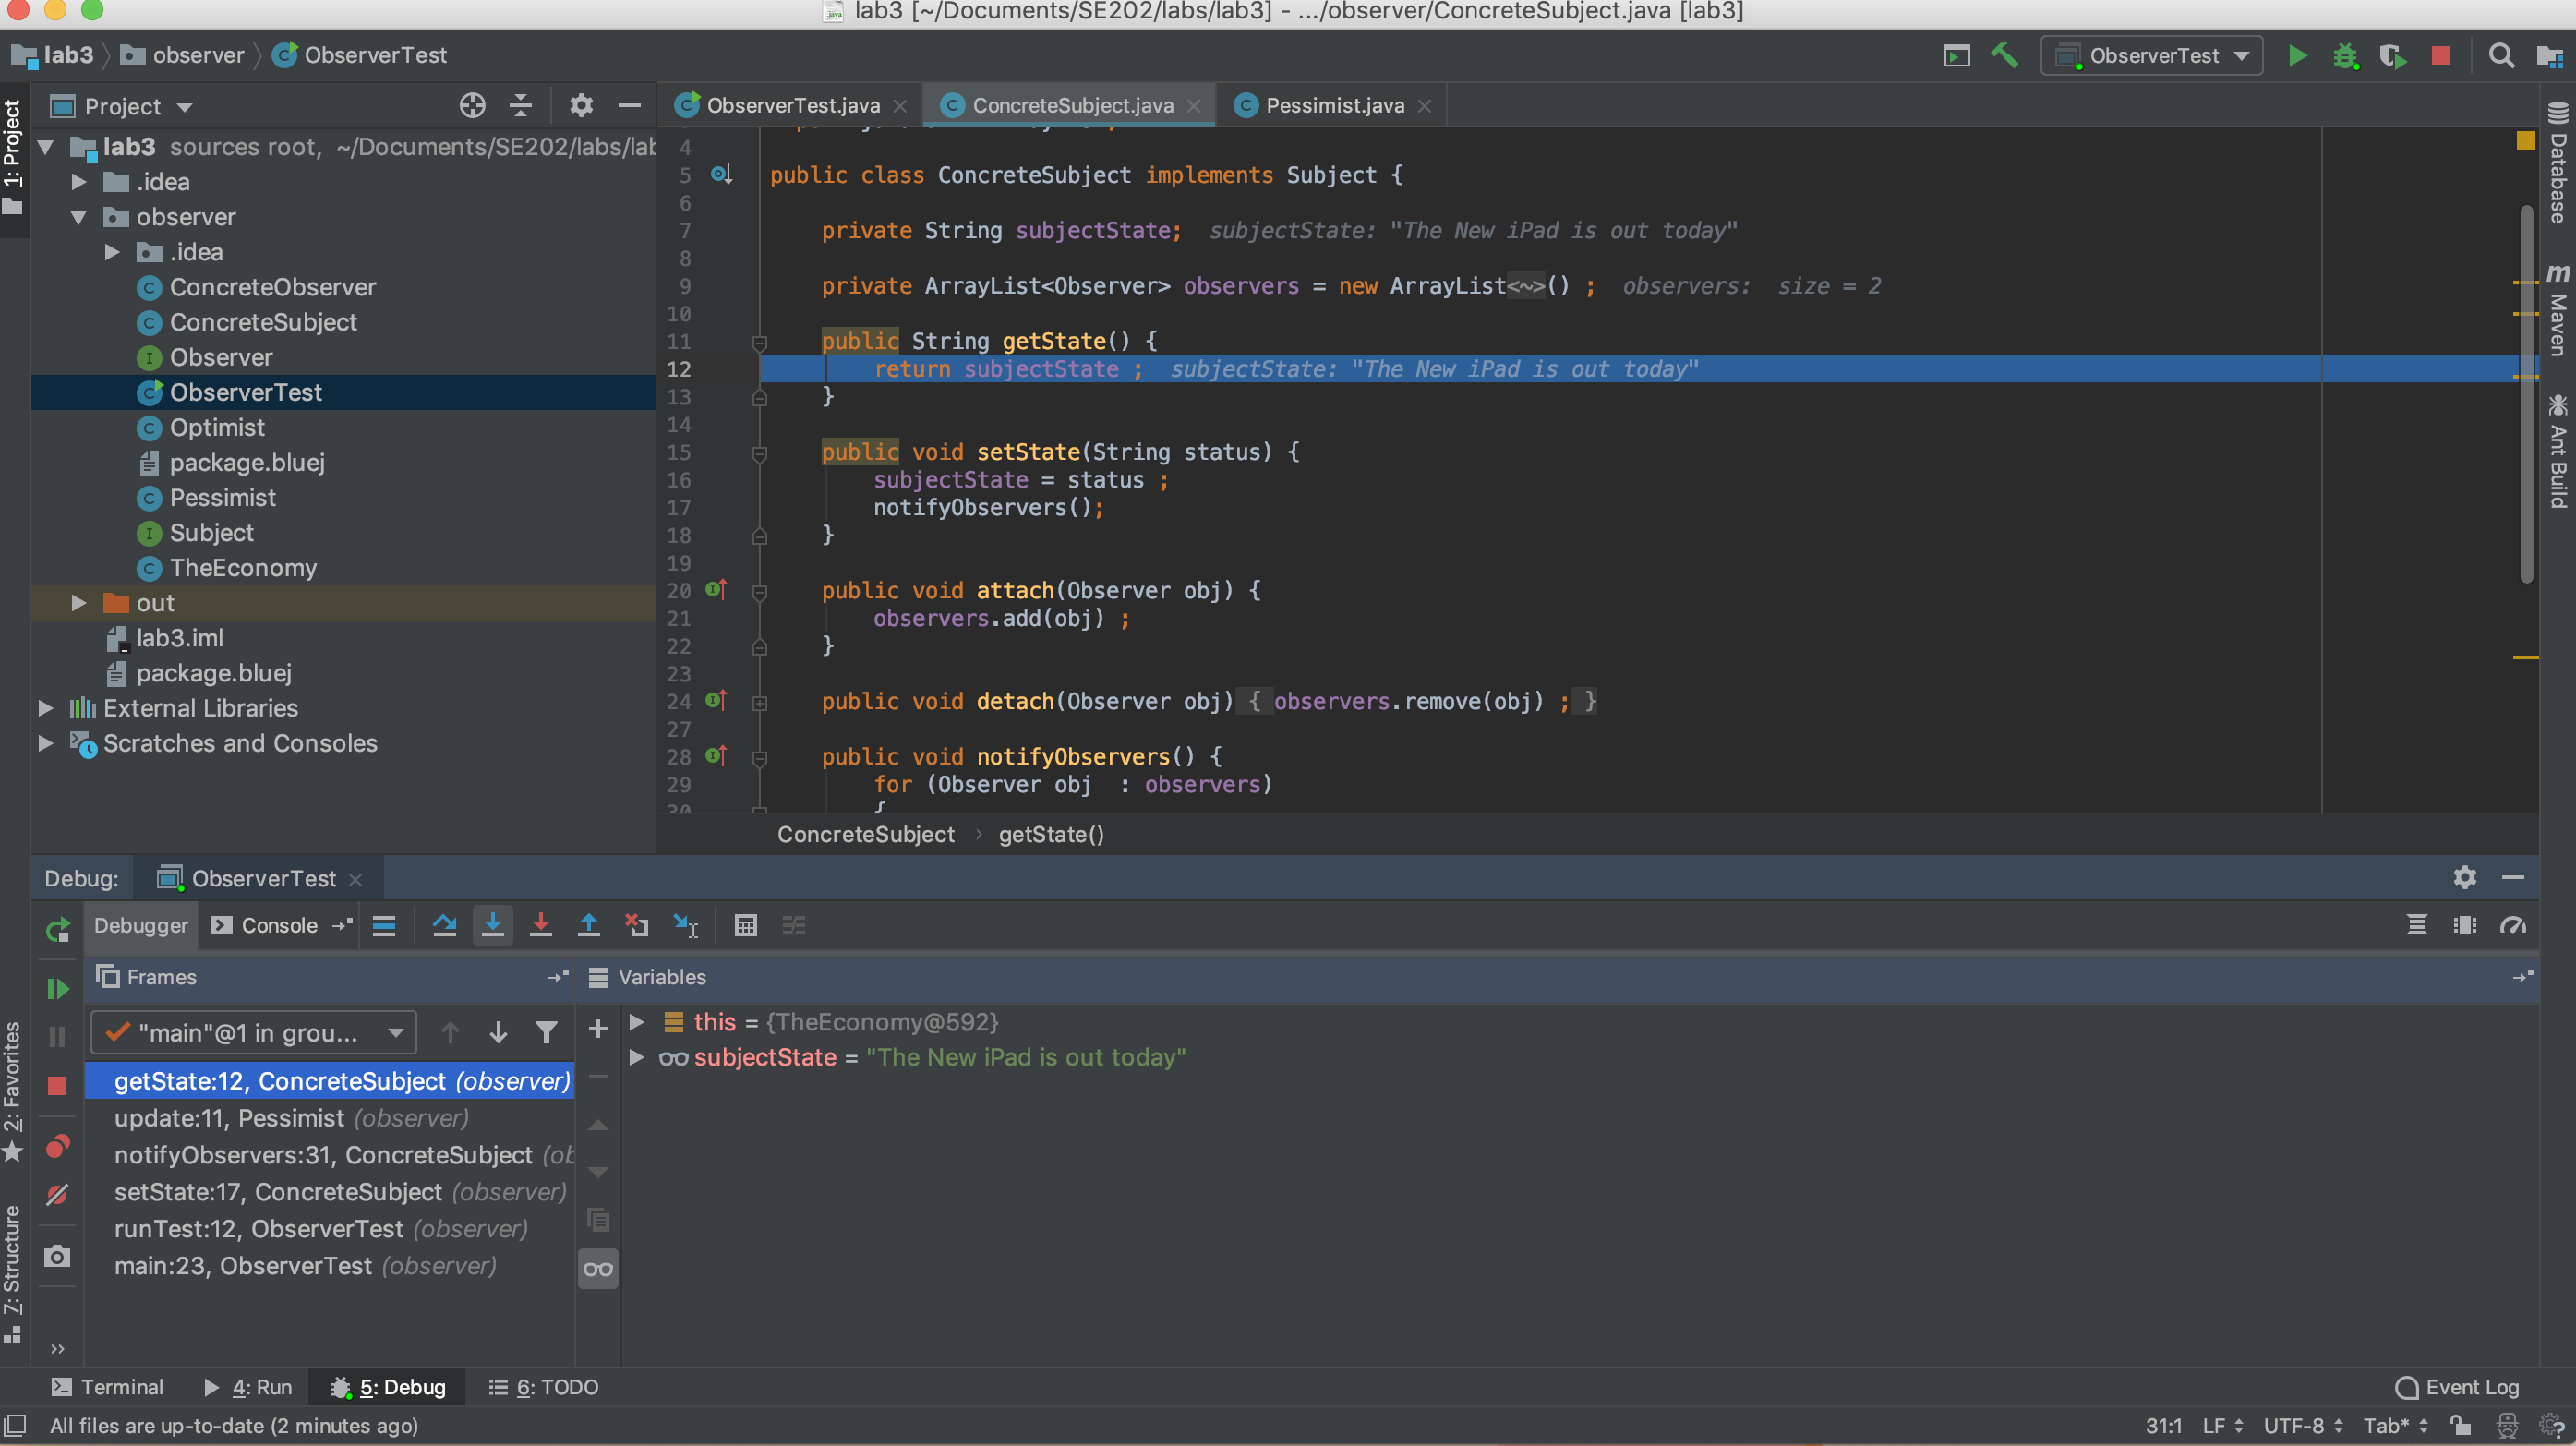 lab3 [~/Documents/SE202/labs/lab3] - .../observer/ConcreteSubject.java [lab3]
lab3 observer ObserverTest
ObserverTest
1: Project
Project
ObserverTest.java
ConcreteSubject.java
Pessimist.java
lab3 sources root, ~/Documents/SE202/labs/lab
.idea
observer
.idea
ConcreteObserver
ConcreteSubject
Observer
ObserverTest
Optimist
package.bluej
Pessimist
Subject
TheEconomy
out
lab3.iml
package.bluej
External Libraries
Scratches and Consoles
4
5 public class ConcreteSubject implements Subject {
6
7 private String subjectState; subjectState: "The New iPad is out today"
8
9 private ArrayList<Observer> observers = new ArrayList<~>() ; observers: size = 2
10
11 public String getState() {
12 return subjectState ; subjectState: "The New iPad is out today"
13 }
14
15 public void setState(String status) {
16 subjectState = status ;
17 notifyObservers();
18 }
19
20 public void attach(Observer obj) {
21 observers.add(obj) ;
22 }
23
24 public void detach(Observer obj) { observers.remove(obj) ; }
27
28 public void notifyObservers() {
29 for (Observer obj : observers)
30 {
ConcreteSubject › getState()
Database
m Maven
Ant Build
Debug: ObserverTest
Debugger Console
Frames
Variables
"main"@1 in grou...
getState:12, ConcreteSubject (observer)
update:11, Pessimist (observer)
notifyObservers:31, ConcreteSubject (ob
setState:17, ConcreteSubject (observer)
runTest:12, ObserverTest (observer)
main:23, ObserverTest (observer)
this = {TheEconomy@592}
subjectState = "The New iPad is out today"
2: Favorites
7: Structure
Terminal 4: Run 5: Debug 6: TODO
Event Log
All files are up-to-date (2 minutes ago)
31:1 LF UTF-8 Tab*